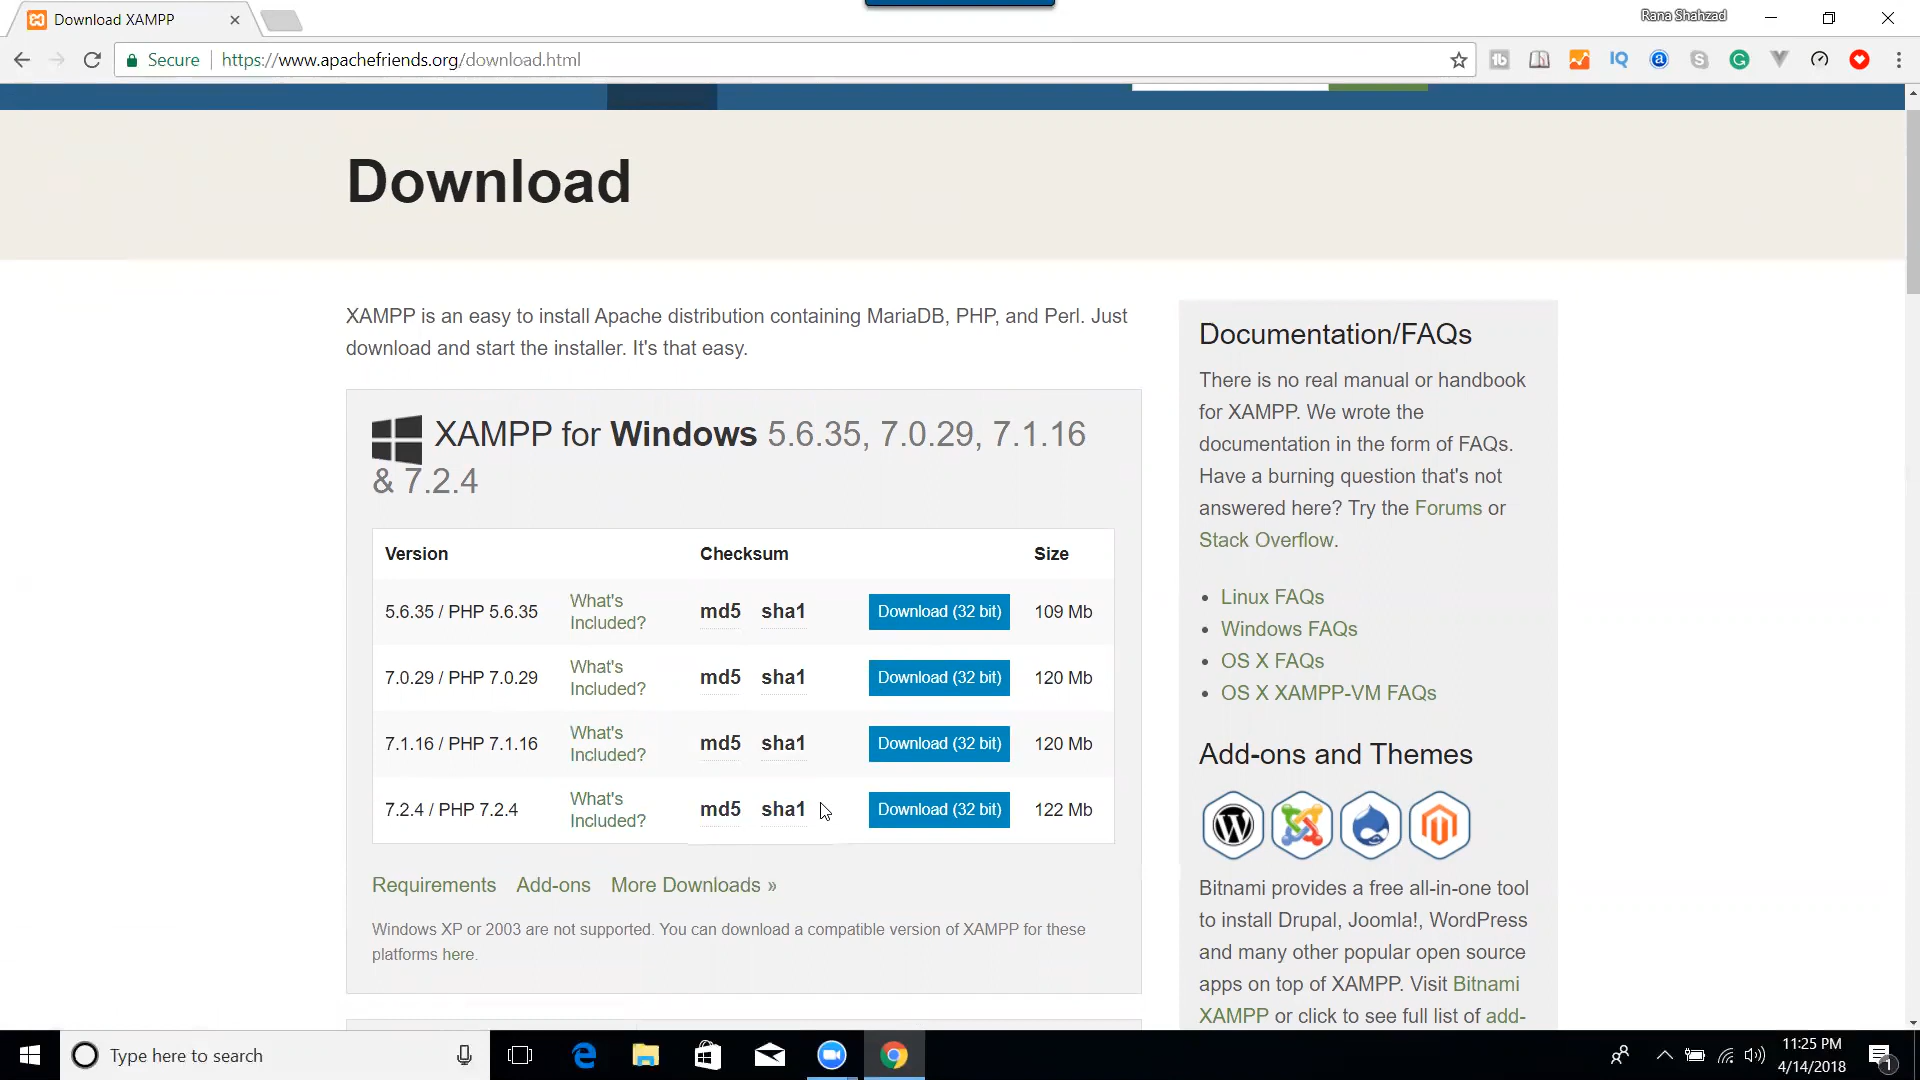 Download XAMPP
Rana Shahzad
Secure https://www.apachefriends.org/download.html
Download
XAMPP is an easy to install Apache distribution containing MariaDB, PHP, and Perl. Just
download and start the installer. It's that easy.
XAMPP for Windows 5.6.35, 7.0.29, 7.1.16
& 7.2.4
Version Checksum Size
5.6.35 / PHP 5.6.35 What's Included? md5 sha1 Download (32 bit) 109 Mb
7.0.29 / PHP 7.0.29 What's Included? md5 sha1 Download (32 bit) 120 Mb
7.1.16 / PHP 7.1.16 What's Included? md5 sha1 Download (32 bit) 120 Mb
7.2.4 / PHP 7.2.4 What's Included? md5 sha1 Download (32 bit) 122 Mb
Requirements Add-ons More Downloads »
Windows XP or 2003 are not supported. You can download a compatible version of XAMPP for these
platforms here.
Documentation/FAQs
There is no real manual or handbook
for XAMPP. We wrote the
documentation in the form of FAQs.
Have a burning question that's not
answered here? Try the Forums or
Stack Overflow.
• Linux FAQs
• Windows FAQs
• OS X FAQs
• OS X XAMPP-VM FAQs
Add-ons and Themes
Bitnami provides a free all-in-one tool
to install Drupal, Joomla!, WordPress
and many other popular open source
apps on top of XAMPP. Visit Bitnami
XAMPP or click to see full list of add-
Type here to search
11:25 PM
4/14/2018
1